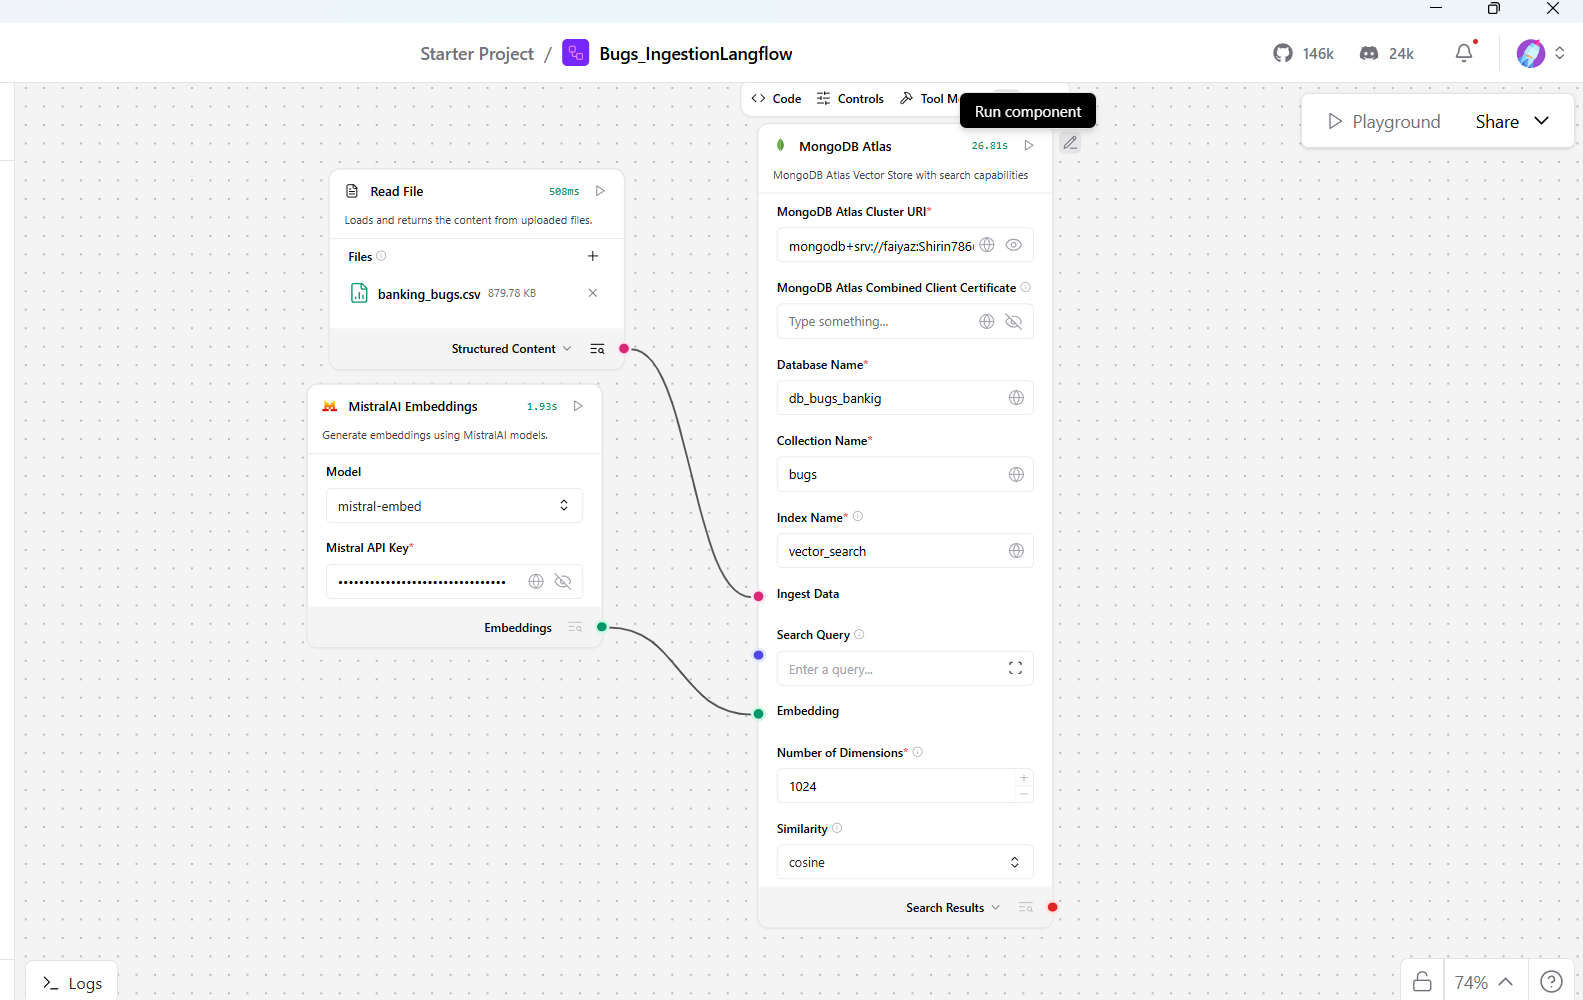 Starter Project / Bugs_IngestionLangflow
146k
24k
Code
Controls
Tool M
Run component
Playground
Share
MongoDB Atlas
26.81s
MongoDB Atlas Vector Store with search capabilities
MongoDB Atlas Cluster URI*
mongodb+srv://faiyaz:Shirin786
MongoDB Atlas Combined Client Certificate
Type something...
Database Name*
db_bugs_bankig
Collection Name*
bugs
Index Name*
vector_search
Ingest Data
Search Query
Enter a query...
Embedding
Number of Dimensions*
1024
Similarity
cosine
Search Results
Read File
508ms
Loads and returns the content from uploaded files.
Files
banking_bugs.csv 879.78 KB
Structured Content
MistralAI Embeddings
1.93s
Generate embeddings using MistralAI models.
Model
mistral-embed
Mistral API Key*
••••••••••••••••••••••••••••••••
Embeddings
Logs
74%